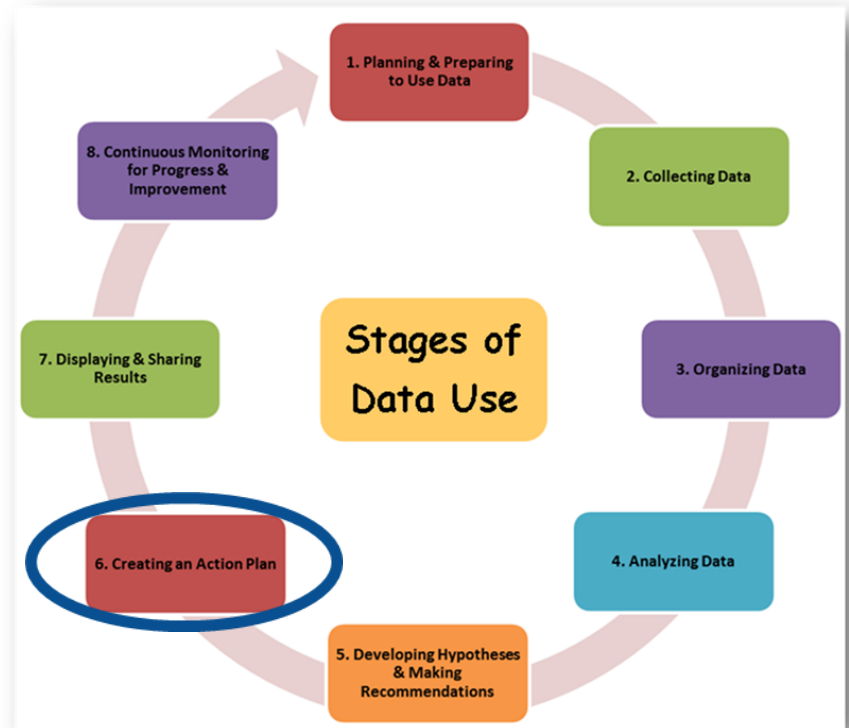 1. Planning & Preparing
to Use Data
2. Collecting Data
3. Organizing Data
4. Analyzing Data
5. Developing Hypotheses
& Making
Recommendations
6. Creating an Action Plan
7. Displaying & Sharing
Results
8. Continuous Monitoring
for Progress &
Improvement
Stages of
Data Use